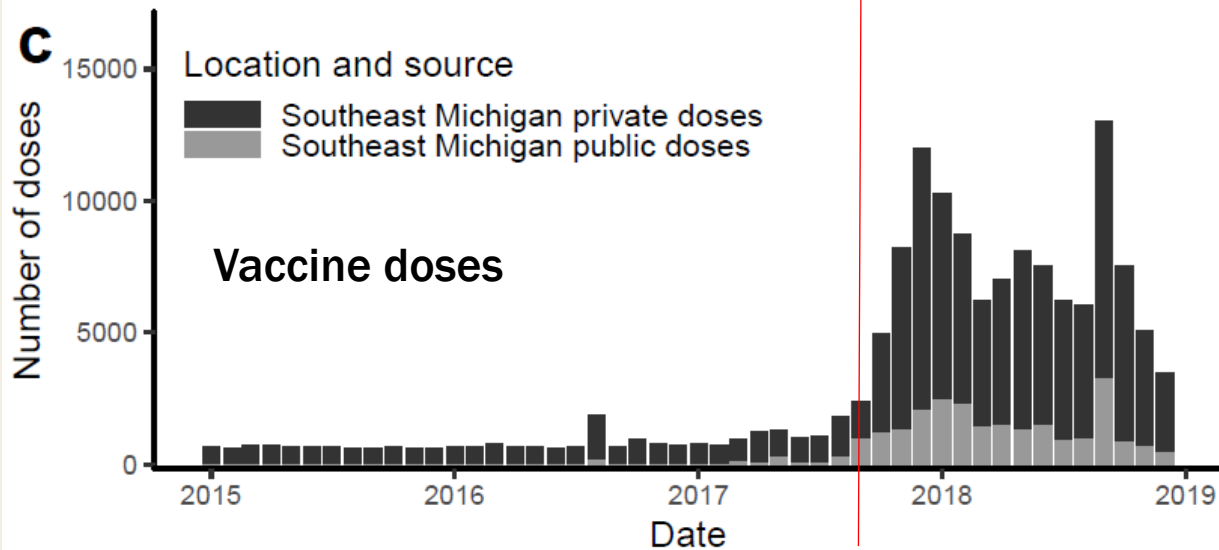 C
Location and source
Southeast Michigan private doses
Southeast Michigan public doses
Vaccine doses
Number of doses
15000
10000
5000
0
2015 2016 2017 2018 2019
Date